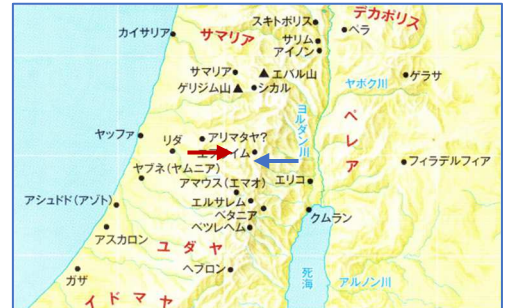 デカポリス
スキトポリス
ペラ
カイサリア
サマリア
サリム
アイノン
サマリア
エバル山
ゲリジム山
シカル
ヤボク川
ゲラサ
ヨルダン川
ペレア
ヤッファ
リダ
アリマタヤ?
イム
ヤブネ(ヤムニア)
アマウス(エマオ)
エリコ
フィラデルフィア
アシュドド(アゾト)
エルサレム
ベタニア
クムラン
アスカロン
ベツレヘム
ユダヤ
ガザ
ヘブロン
死海
アルノン川
イドマヤ